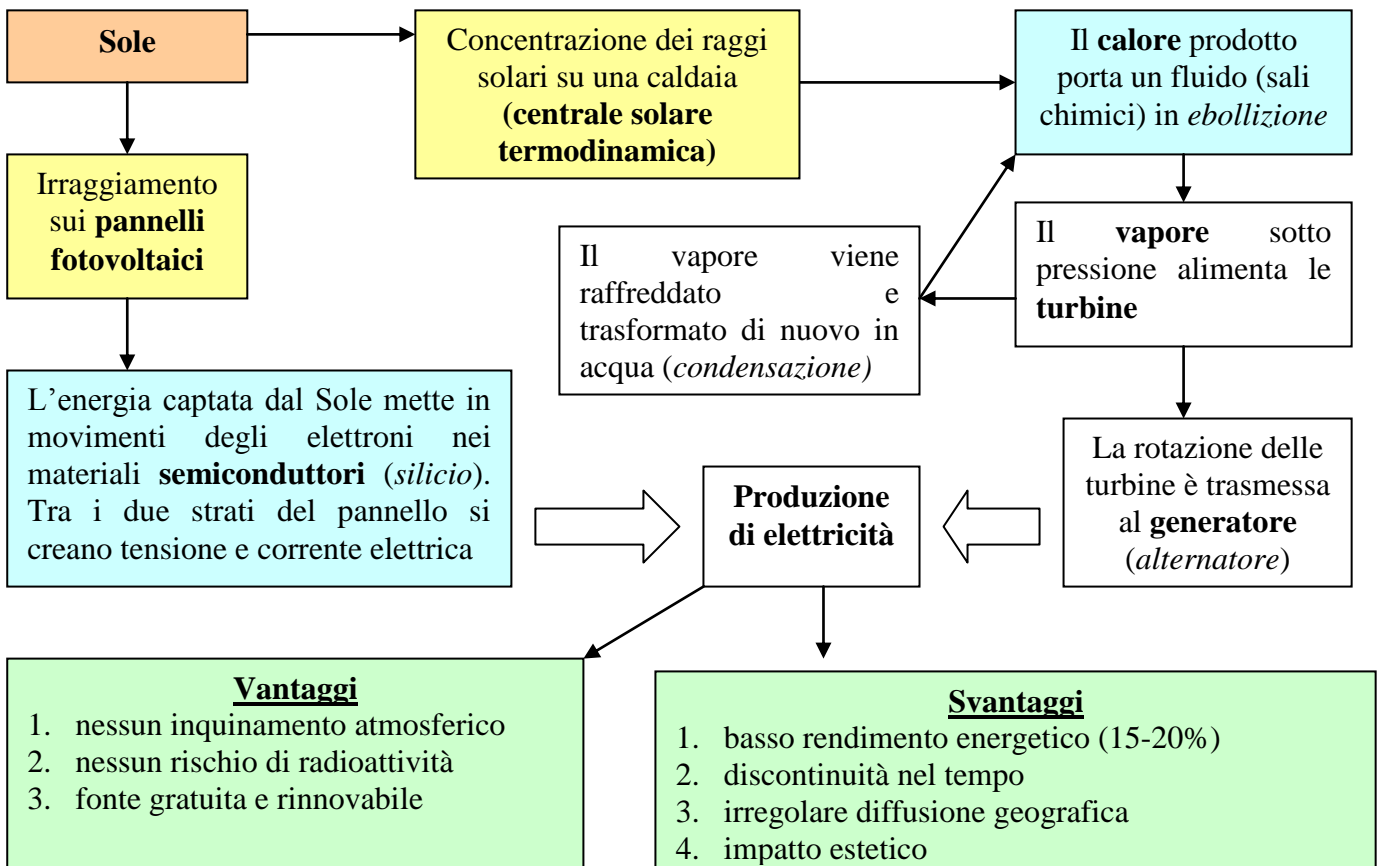 Sole
Concentrazione dei raggi
solari su una caldaia
(centrale solare
termodinamica)
Il calore prodotto
porta un fluido (sali
chimici) in ebollizione
Irraggiamento
sui pannelli
fotovoltaici
Il vapore viene
raffreddato e
trasformato di nuovo in
acqua (condensazione)
Il vapore sotto
pressione alimenta le
turbine
L’energia captata dal Sole mette in
movimenti degli elettroni nei
materiali semiconduttori (silicio).
Tra i due strati del pannello si
creano tensione e corrente elettrica
Produzione
di elettricità
La rotazione delle
turbine è trasmessa
al generatore
(alternatore)
Vantaggi
1. nessun inquinamento atmosferico
2. nessun rischio di radioattività
3. fonte gratuita e rinnovabile
Svantaggi
1. basso rendimento energetico (15-20%)
2. discontinuità nel tempo
3. irregolare diffusione geografica
4. impatto estetico